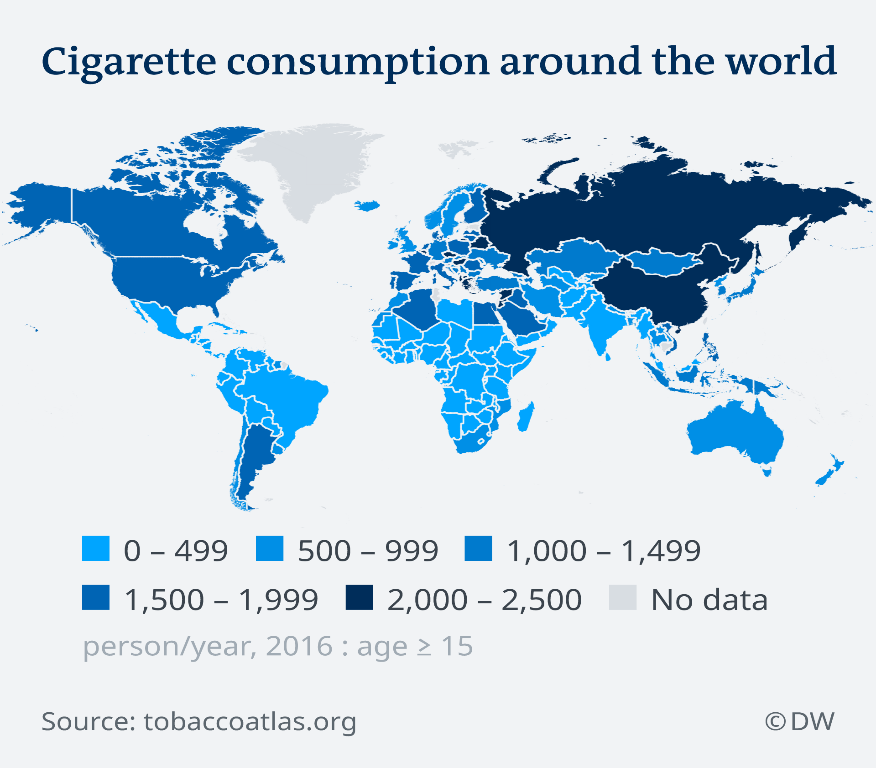 Cigarette consumption around the world
0 – 499 500 – 999 1,000 – 1,499
1,500 – 1,999 2,000 – 2,500 No data
person/year, 2016 : age ≥ 15
Source: tobaccoatlas.org © DW